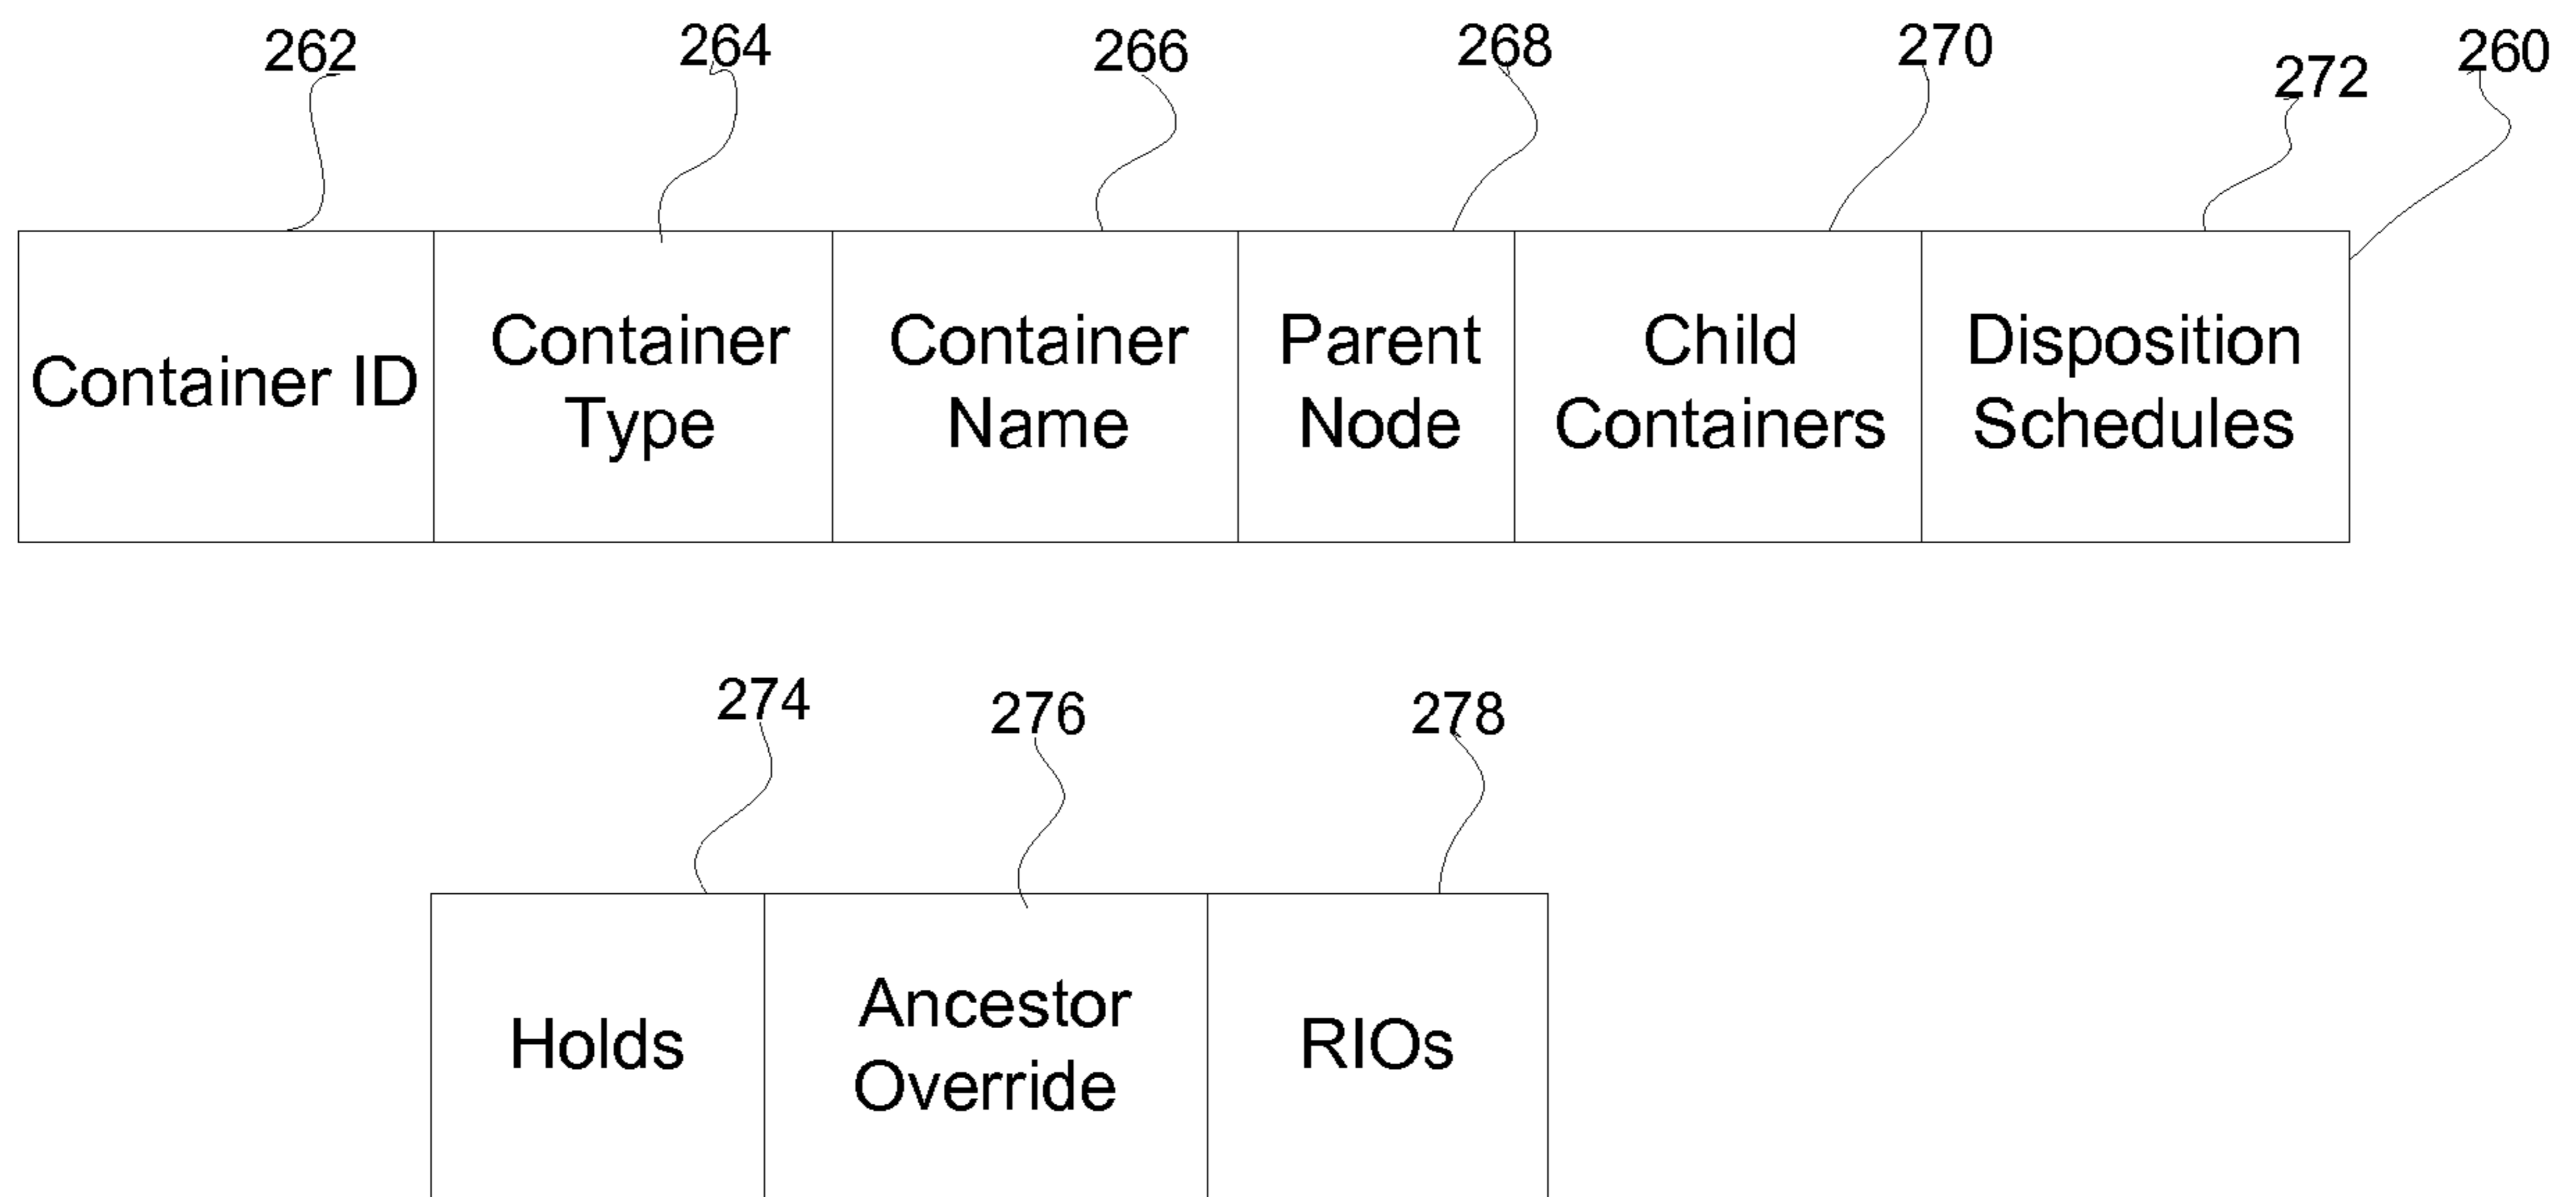 262 264 266 268 270 272 260
Container ID
Container
Type
Container
Name
Parent
Node
Child
Containers
Disposition
Schedules
274 276 278
Holds
Ancestor
Override
RIOs